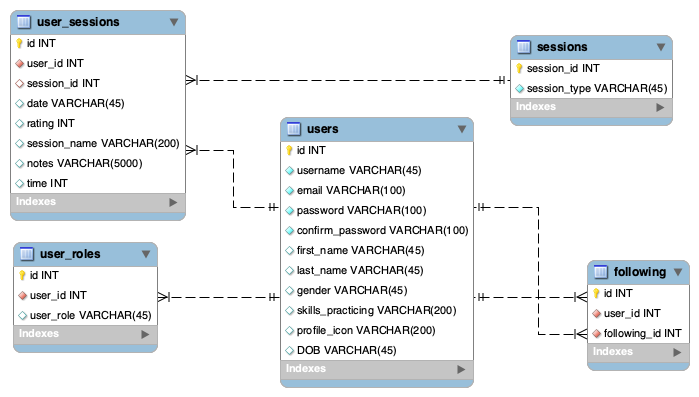 user_sessions
id INT
user_id INT
session_id INT
date VARCHAR(45)
rating INT
session_name VARCHAR(200)
notes VARCHAR(5000)
time INT
Indexes
sessions
session_id INT
session_type VARCHAR(45)
Indexes
users
id INT
username VARCHAR(45)
email VARCHAR(100)
password VARCHAR(100)
confirm_password VARCHAR(100)
first_name VARCHAR(45)
last_name VARCHAR(45)
gender VARCHAR(45)
skills_practicing VARCHAR(200)
profile_icon VARCHAR(200)
DOB VARCHAR(45)
Indexes
user_roles
id INT
user_id INT
user_role VARCHAR(45)
Indexes
following
id INT
user_id INT
following_id INT
Indexes